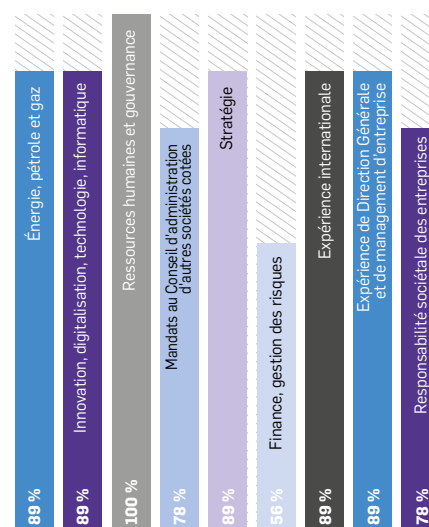 Énergie, pétrole et gaz
89 %
Innovation, digitalisation, technologie, informatique
89 %
Ressources humaines et gouvernance
100 %
Mandats au Conseil d'administration
d'autres sociétés cotées
78 %
Stratégie
89 %
Finance, gestion des risques
56 %
Expérience internationale
89 %
Expérience de Direction Générale
et de management d'entreprise
89 %
Responsabilité sociétale des entreprises
78 %